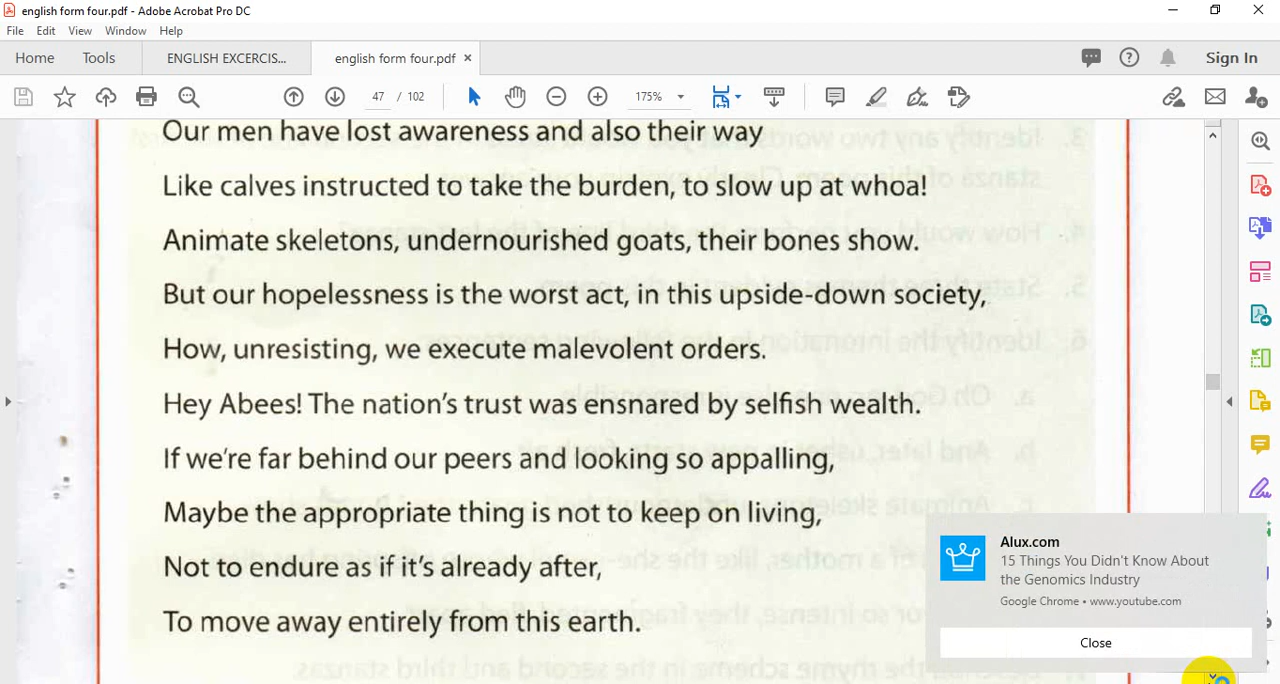 english form four.pdf - Adobe Acrobat Pro DC
File Edit View Window Help
Home Tools ENGLISH EXCERCIS... english form four.pdf × Sign In
47 / 102 175%
Our men have lost awareness and also their way
Like calves instructed to take the burden, to slow up at whoa!
Animate skeletons, undernourished goats, their bones show.
But our hopelessness is the worst act, in this upside-down society,
How, unresisting, we execute malevolent orders.
Hey Abees! The nation's trust was ensnared by selfish wealth.
If we're far behind our peers and looking so appalling,
Maybe the appropriate thing is not to keep on living,
Not to endure as if it's already after,
To move away entirely from this earth.
Alux.com
15 Things You Didn't Know About
the Genomics Industry
Google Chrome • www.youtube.com
Close